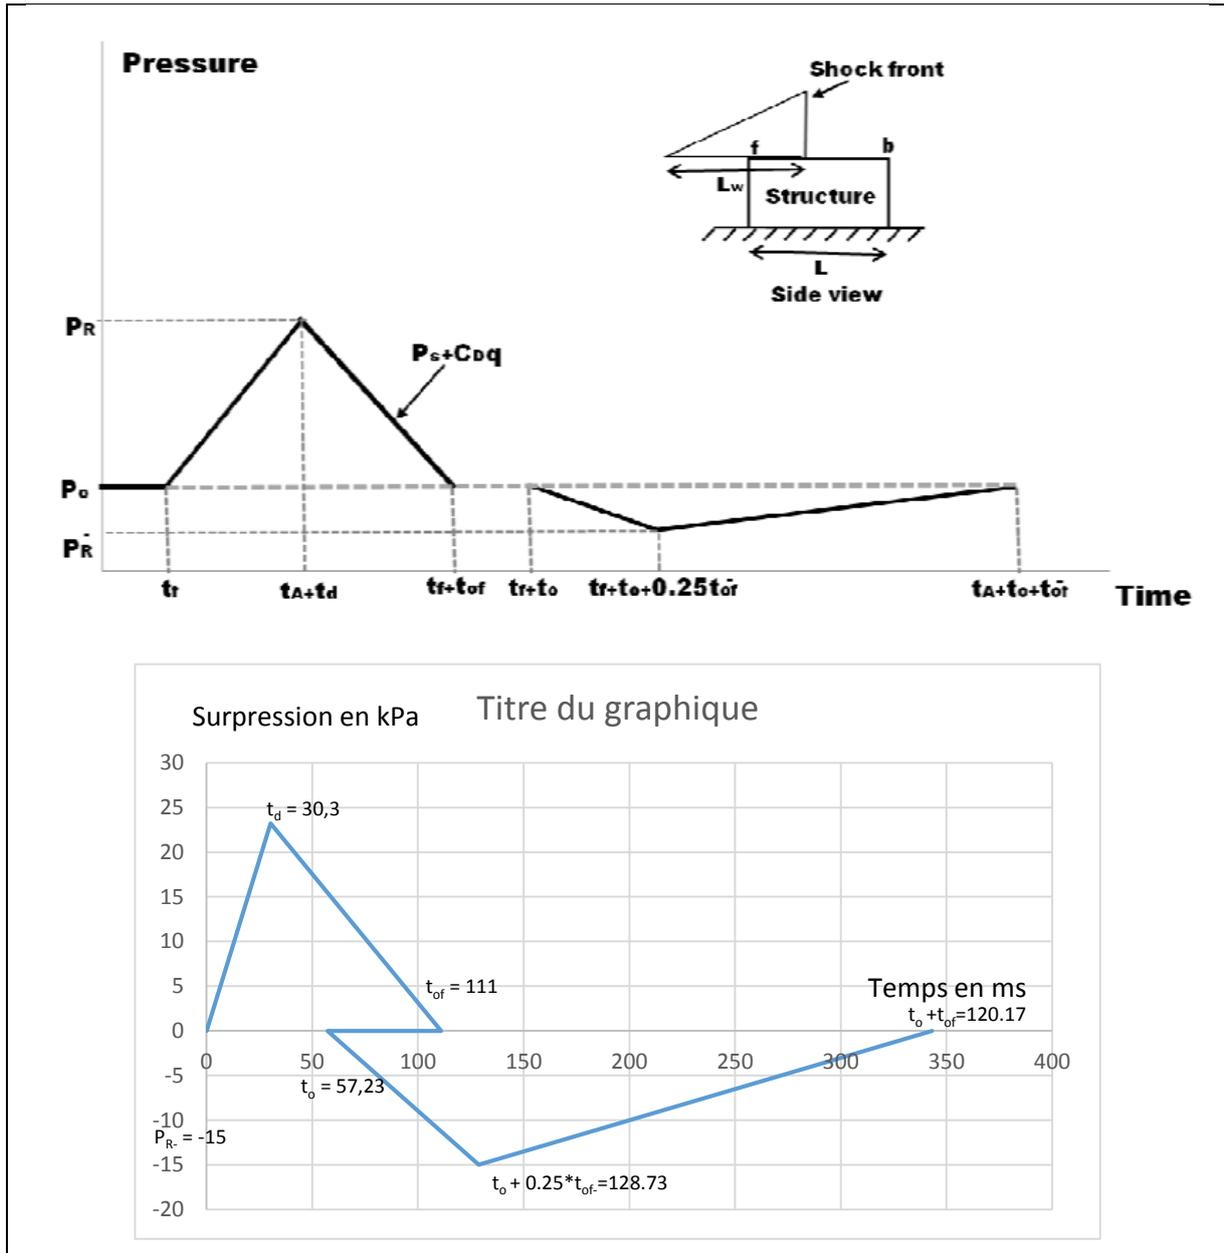 Pressure
Shock front
f
b
Lw
Structure
L
Side view
PR
Ps+CDq
Po
PR-
tf
tA+td
tf+tof
tf+to
tf+to+0.25tof-
tA+to+tof-
Time
Surpression en kPa
Titre du graphique
30
td = 30,3
25
20
15
10
5
tof = 111
Temps en ms
to +tof=120.17
0
0 50 100 150 200 250 300 350 400
-5
to = 57,23
-10
PR- = -15
-15
to + 0.25*tof-=128.73
-20